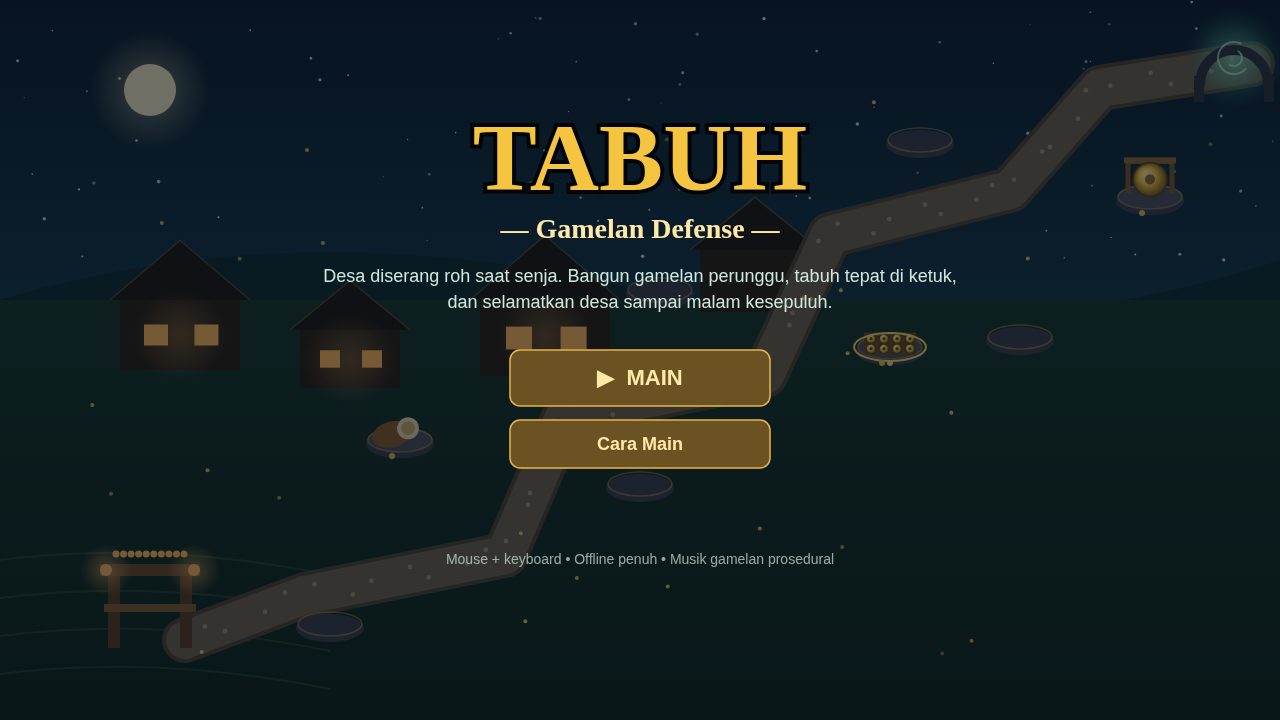 TABUH
— Gamelan Defense —
Desa diserang roh saat senja. Bangun gamelan perunggu, tabuh tepat di ketuk,
dan selamatkan desa sampai malam kesepuluh.
▶ MAIN
Cara Main
Mouse + keyboard • Offline penuh • Musik gamelan prosedural